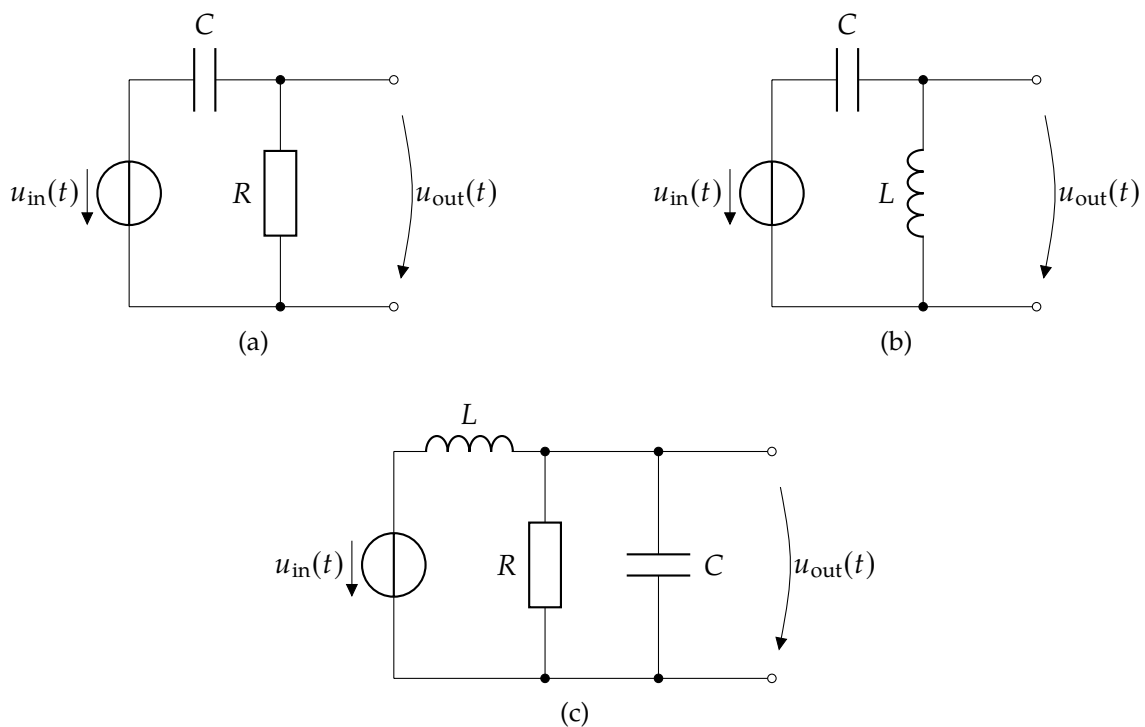 C
u_in(t) R u_out(t)
(a)
C
u_in(t) L u_out(t)
(b)
L
u_in(t) R C u_out(t)
(c)